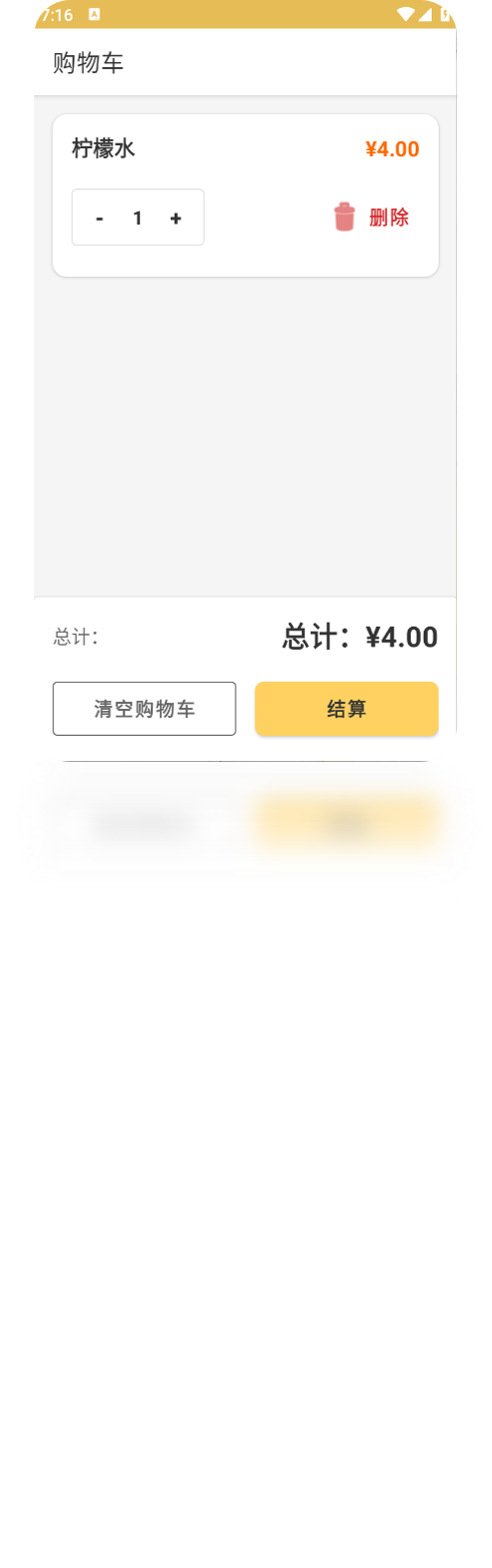 7:16
购物车
柠檬水 ¥4.00
- 1 +
删除
总计： 总计：¥4.00
清空购物车 结算